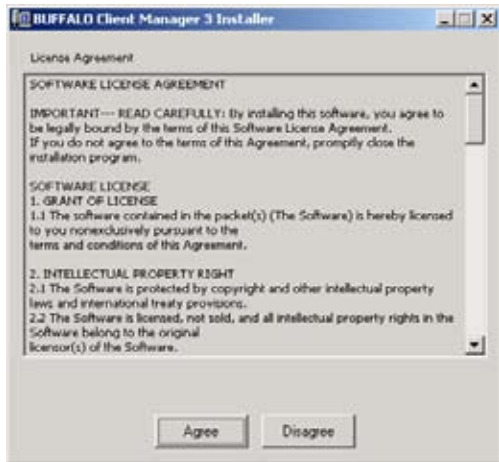 BUFFALO Client Manager 3 Installer
License Agreement
SOFTWARE LICENSE AGREEMENT
IMPORTANT--- READ CAREFULLY: By installing this software, you agree to
be legally bound by the terms of this Software License Agreement.
If you do not agree to the terms of this Agreement, promptly close the
installation program.
SOFTWARE LICENSE
1. GRANT OF LICENSE
1.1 The software contained in the packet(s) (The Software) is hereby licensed
to you nonexclusively pursuant to the
terms and conditions of this Agreement.
2. INTELLECTUAL PROPERTY RIGHT
2.1 The Software is protected by copyright and other intellectual property
laws and international treaty provisions.
2.2 The Software is licensed, not sold, and all intellectual property rights in the
Software belong to the original
licensor(s) of the Software.
Agree Disagree